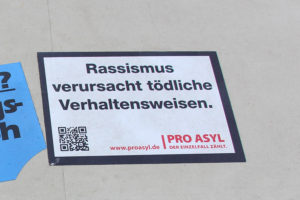 Rassismus
verursacht tödliche
Verhaltensweisen.
www.proasyl.de
PRO ASYL
DER EINZELFALL ZÄHLT.
?